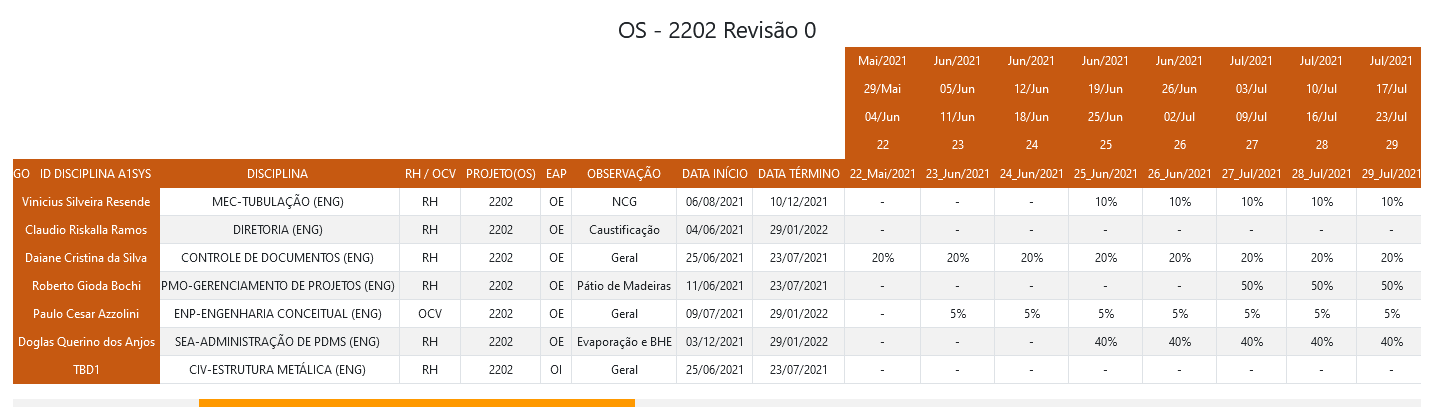 OS - 2202 Revisão 0
Mai/2021 Jun/2021 Jun/2021 Jun/2021 Jun/2021 Jul/2021 Jul/2021 Jul/2021
29/Mai 05/Jun 12/Jun 19/Jun 26/Jun 03/Jul 10/Jul 17/Jul
04/Jun 11/Jun 18/Jun 25/Jun 02/Jul 09/Jul 16/Jul 23/Jul
22 23 24 25 26 27 28 29
GO ID DISCIPLINA A1SYS DISCIPLINA RH / OCV PROJETO(OS) EAP OBSERVAÇÃO DATA INÍCIO DATA TÉRMINO 22_Mai/2021 23_Jun/2021 24_Jun/2021 25_Jun/2021 26_Jun/2021 27_Jul/2021 28_Jul/2021 29_Jul/2021
Vinicius Silveira Resende MEC-TUBULAÇÃO (ENG) RH 2202 OE NCG 06/08/2021 10/12/2021 - - - 10% 10% 10% 10% 10%
Claudio Riskalla Ramos DIRETORIA (ENG) RH 2202 OE Caustificação 04/06/2021 29/01/2022 - - - - - - - -
Daiane Cristina da Silva CONTROLE DE DOCUMENTOS (ENG) RH 2202 OE Geral 25/06/2021 23/07/2021 20% 20% 20% 20% 20% 20% 20% 20%
Roberto Gioda Bochi PMO-GERENCIAMENTO DE PROJETOS (ENG) RH 2202 OE Pátio de Madeiras 11/06/2021 23/07/2021 - - - - - 50% 50% 50%
Paulo Cesar Azzolini ENP-ENGENHARIA CONCEITUAL (ENG) OCV 2202 OE Geral 09/07/2021 29/01/2022 - 5% 5% 5% 5% 5% 5% 5%
Doglas Querino dos Anjos SEA-ADMINISTRAÇÃO DE PDMS (ENG) RH 2202 OE Evaporação e BHE 03/12/2021 29/01/2022 - - - 40% 40% 40% 40% 40%
TBD1 CIV-ESTRUTURA METÁLICA (ENG) RH 2202 OI Geral 25/06/2021 23/07/2021 - - - - - - - -